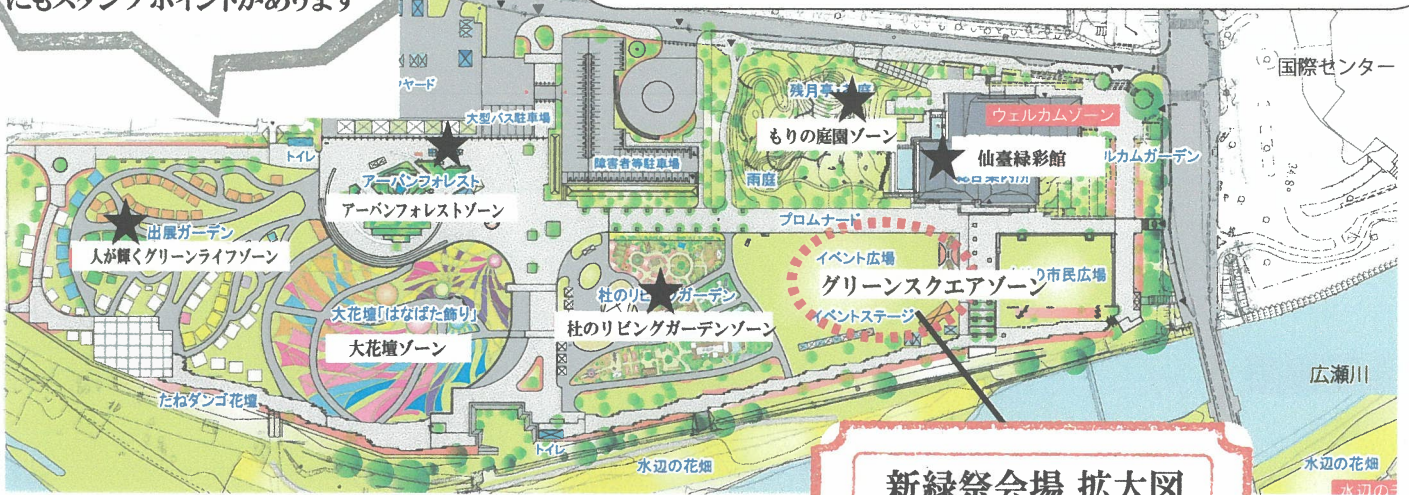 にもスタンプポイントがあります
国際センター
ヤード
大型バス駐車場
ウェルカムゾーン
もりの庭園ゾーン
トイレ
障害者等駐車場
仙臺緑彩館
ルカムガーデン
アーバンフォレスト
雨庭
アーバンフォレストゾーン
プロムナード
出展ガーデン
人が輝くグリーンライフゾーン
イベント広場
グリーンスクエアゾーン
市民広場
杜のリビングガーデン
大花壇「はなばた飾り」
イベントステージ
杜のリビングガーデンゾーン
大花壇ゾーン
広瀬川
たねダンゴ花壇
トイレ
水辺の花畑
新緑祭会場 拡大図
水辺の花畑
水辺の